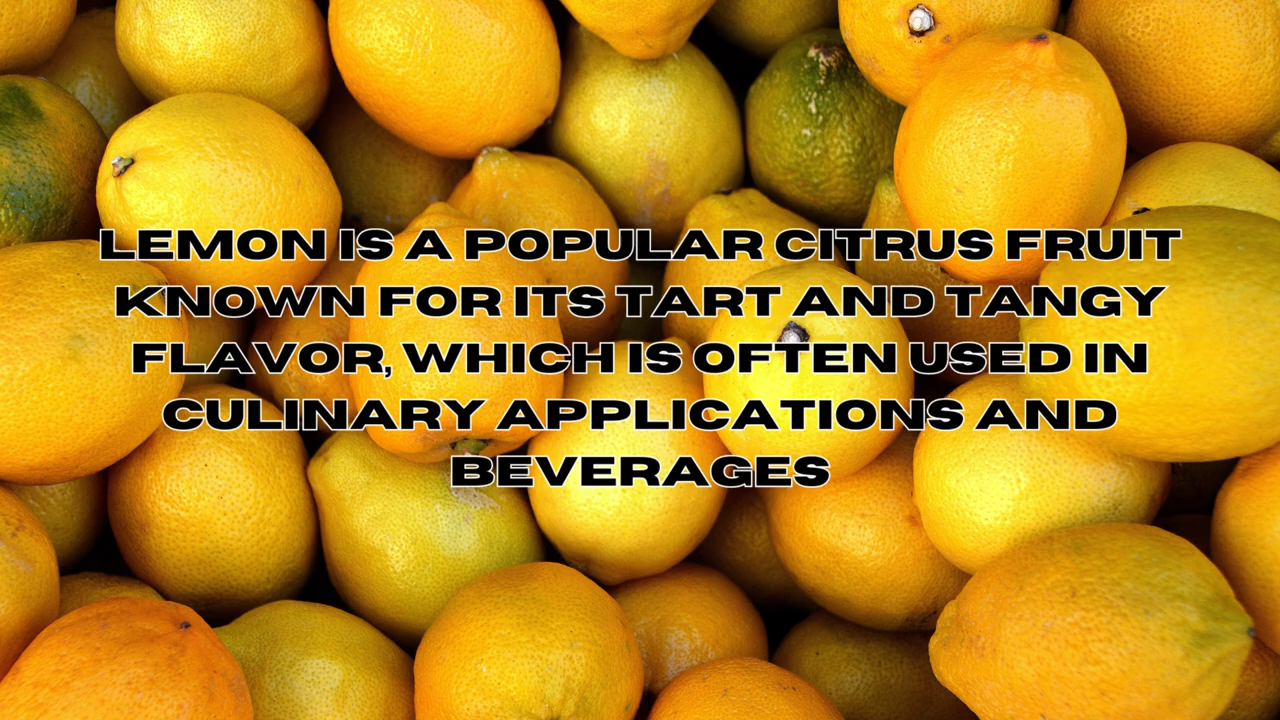 LEMON IS A POPULAR CITRUS FRUIT
KNOWN FOR ITS TART AND TANGY
FLAVOR, WHICH IS OFTEN USED IN
CULINARY APPLICATIONS AND
BEVERAGES